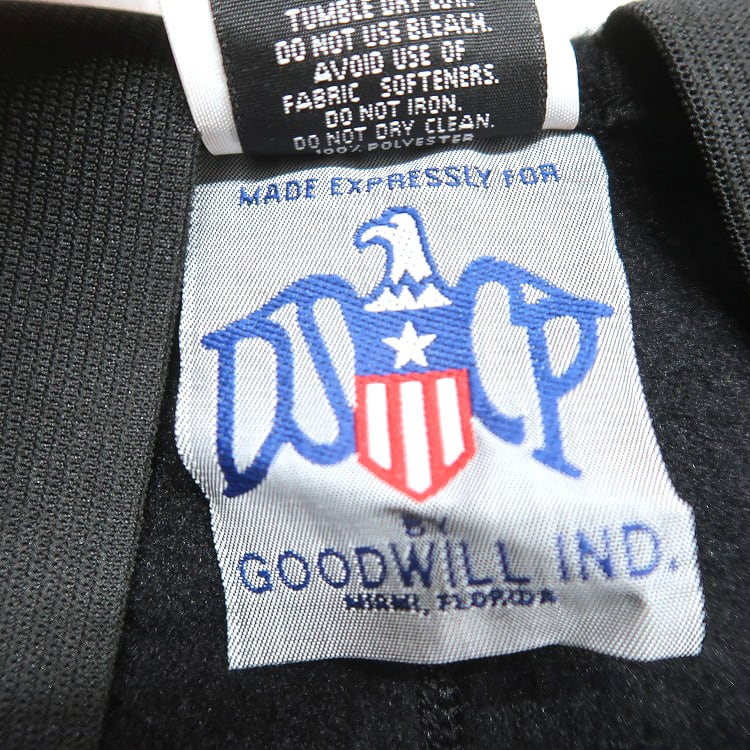 TUMBLE DRY LOW.
DO NOT USE BLEACH.
AVOID USE OF
FABRIC SOFTENERS.
DO NOT IRON.
DO NOT DRY CLEAN.
100% POLYESTER
MADE EXPRESSLY FOR
DSCP
BY
GOODWILL IND.
MIAMI, FLORIDA